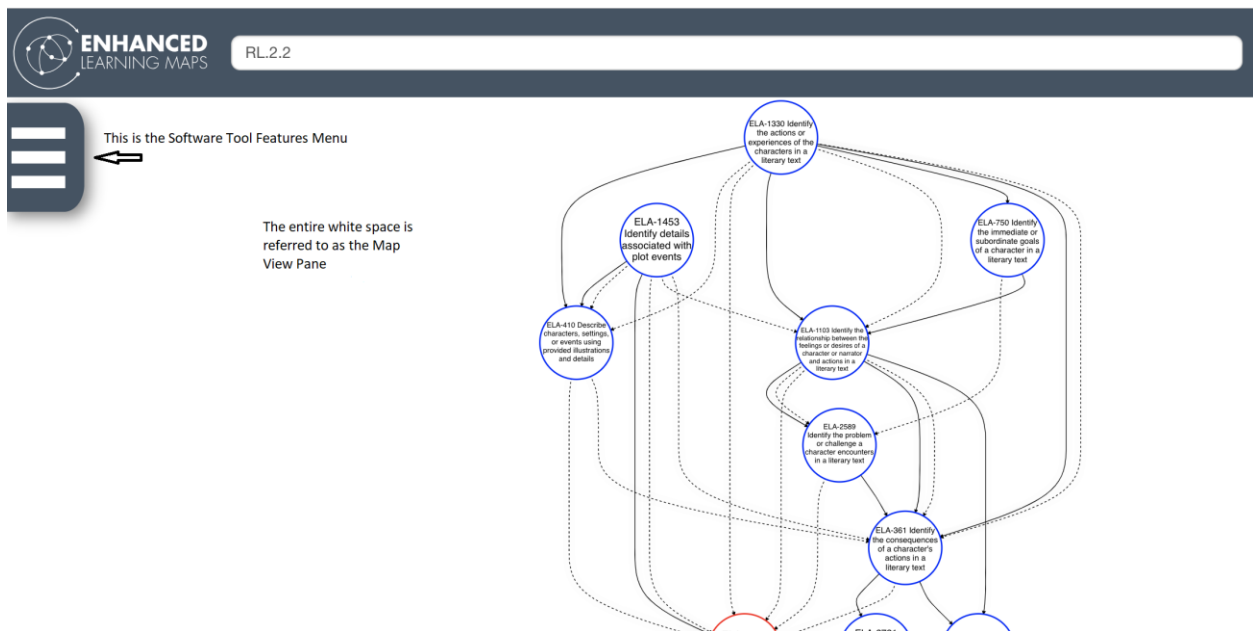 ENHANCED
LEARNING MAPS
RL.2.2
This is the Software Tool Features Menu
The entire white space is
referred to as the Map
View Pane
ELA-1330 Identify
the actions or
experiences of the
characters in a
literary text
ELA-1453
Identify details
associated with
plot events
ELA-750 Identify
the immediate or
subordinate goals
of a character in a
literary text
ELA-410 Describe
characters, settings,
or events using
provided illustrations
and details
ELA-1103 Identify the
relationship between the
feelings or desires of a
character or narrator
and actions in a
literary text
ELA-2589
Identify the problem
or challenge a
character encounters
in a literary text
ELA-361 Identify
the consequences
of a character's
actions in a
literary text